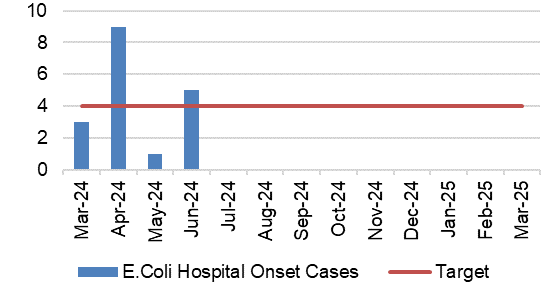 10
8
6
4
2
0
Mar-24
Apr-24
May-24
Jun-24
Jul-24
Aug-24
Sep-24
Oct-24
Nov-24
Dec-24
Jan-25
Feb-25
Mar-25
E.Coli Hospital Onset Cases
Target